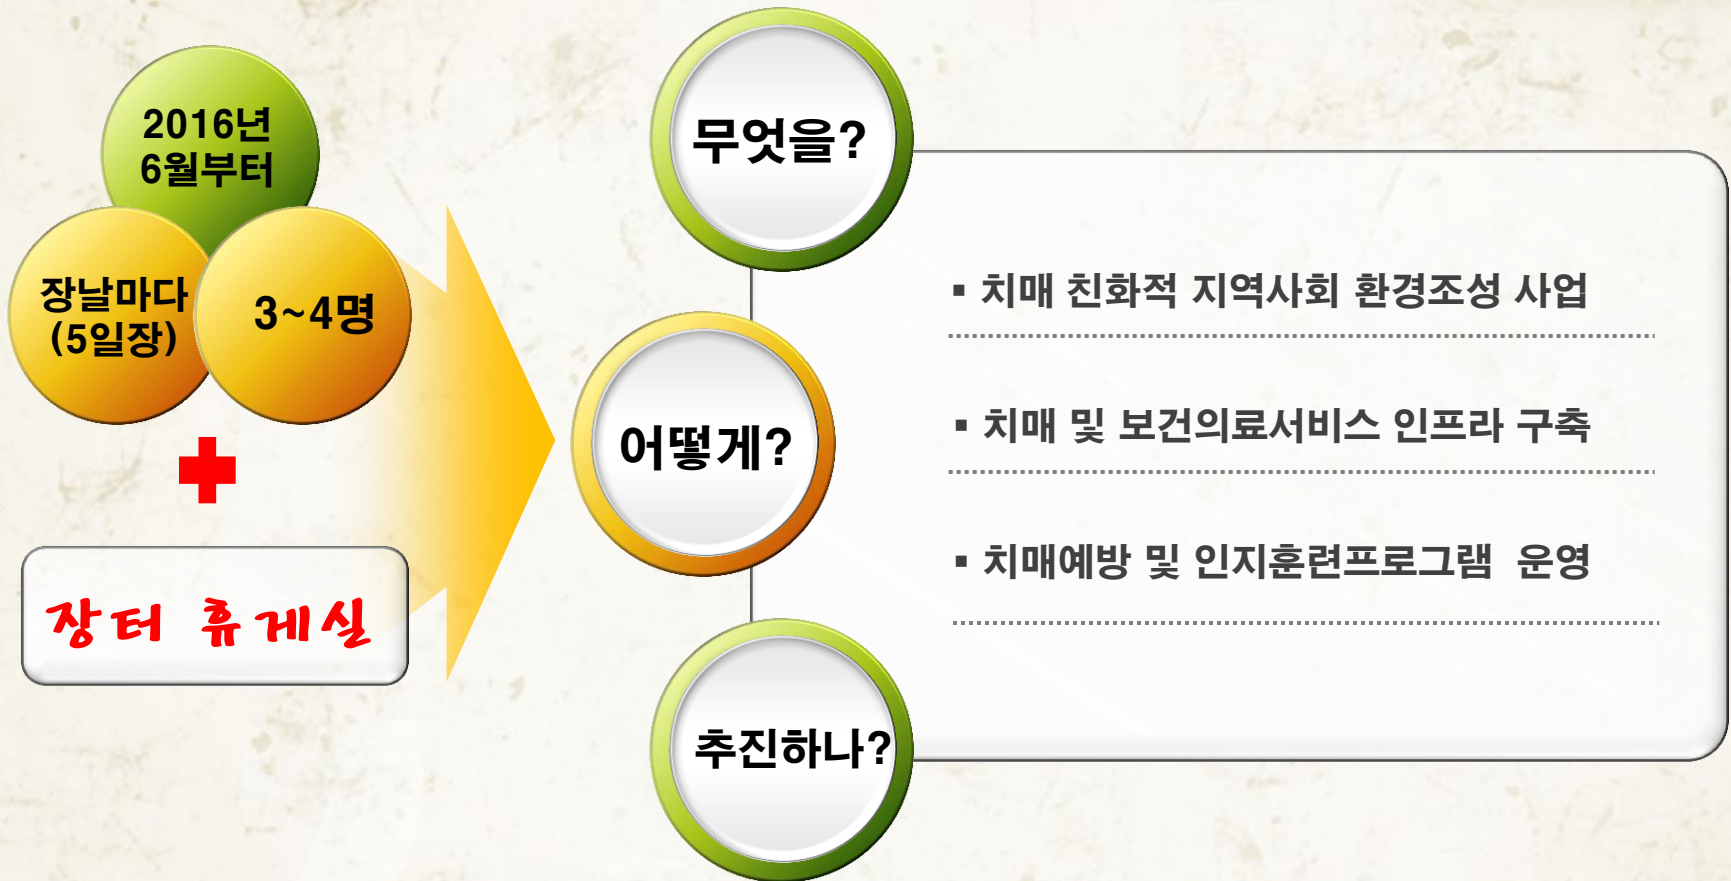 2016년
6월부터
장날마다
(5일장)
3~4명
장터 휴게실
무엇을?
어떻게?
추진하나?
▪ 치매 친화적 지역사회 환경조성 사업
▪ 치매 및 보건의료서비스 인프라 구축
▪ 치매예방 및 인지훈련프로그램 운영